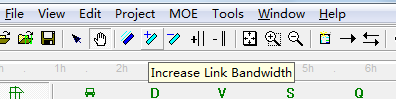 File View Edit Project MOE Tools Window Help
1h 2h 5h 6h
Increase Link Bandwidth
D V S Q